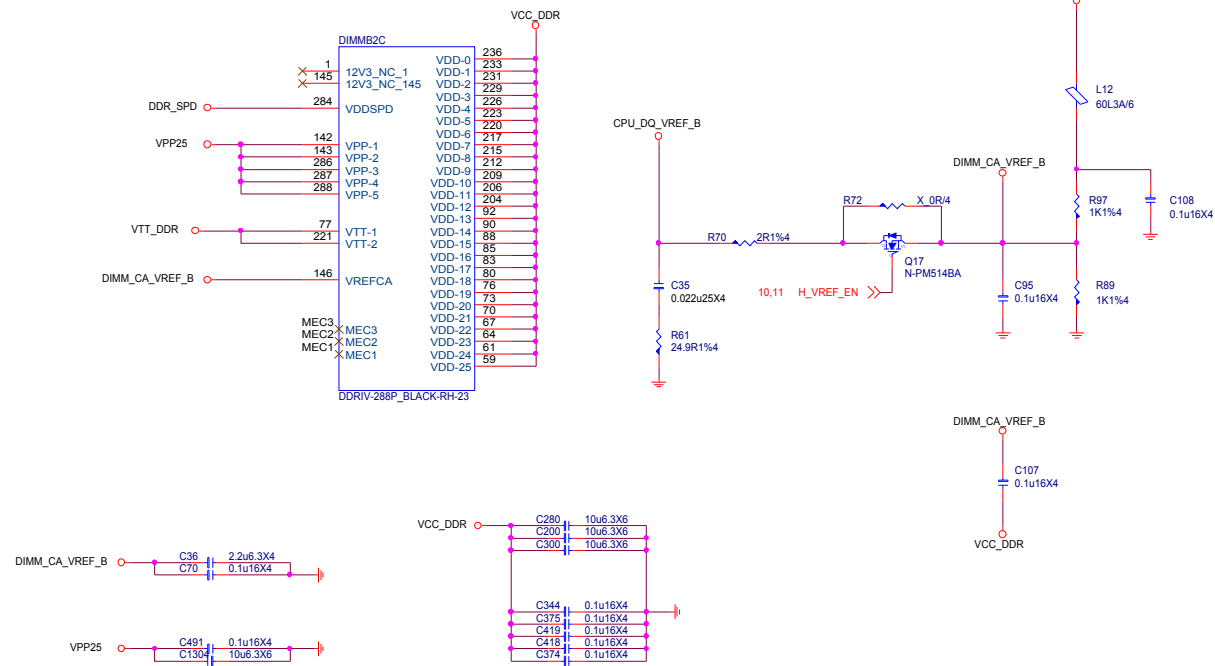 VCC_DDR
DIMMB2C
1 12V3_NC_1
145 12V3_NC_145
DDR_SPD 284 VDDSPD
VPP25 142 VPP-1
143 VPP-2
286 VPP-3
287 VPP-4
288 VPP-5
VTT_DDR 77 VTT-1
221 VTT-2
DIMM_CA_VREF_B 146 VREFCA
MEC3 MEC3
MEC2 MEC2
MEC1 MEC1
VDD-0 236
VDD-1 233
VDD-2 231
VDD-3 229
VDD-4 226
VDD-5 223
VDD-6 220
VDD-7 217
VDD-8 215
VDD-9 212
VDD-10 209
VDD-11 206
VDD-12 204
VDD-13 92
VDD-14 90
VDD-15 88
VDD-16 85
VDD-17 83
VDD-18 80
VDD-19 76
VDD-20 73
VDD-21 70
VDD-22 67
VDD-23 64
VDD-24 61
VDD-25 59
DDRIV-288P_BLACK-RH-23
CPU_DQ_VREF_B
R70 2R1%4
C35
0.022u25X4
R61
24.9R1%4
R72 X_0R/4
Q17
N-PM514BA
10,11 H_VREF_EN
DIMM_CA_VREF_B
C95
0.1u16X4
L12
60L3A/6
R97
1K1%4
C108
0.1u16X4
R89
1K1%4
DIMM_CA_VREF_B
C107
0.1u16X4
VCC_DDR
DIMM_CA_VREF_B
C36 2.2u6.3X4
C70 0.1u16X4
VPP25
C491 0.1u16X4
C1304 10u6.3X6
VCC_DDR
C280 10u6.3X6
C200 10u6.3X6
C300 10u6.3X6
C344 0.1u16X4
C375 0.1u16X4
C419 0.1u16X4
C418 0.1u16X4
C374 0.1u16X4